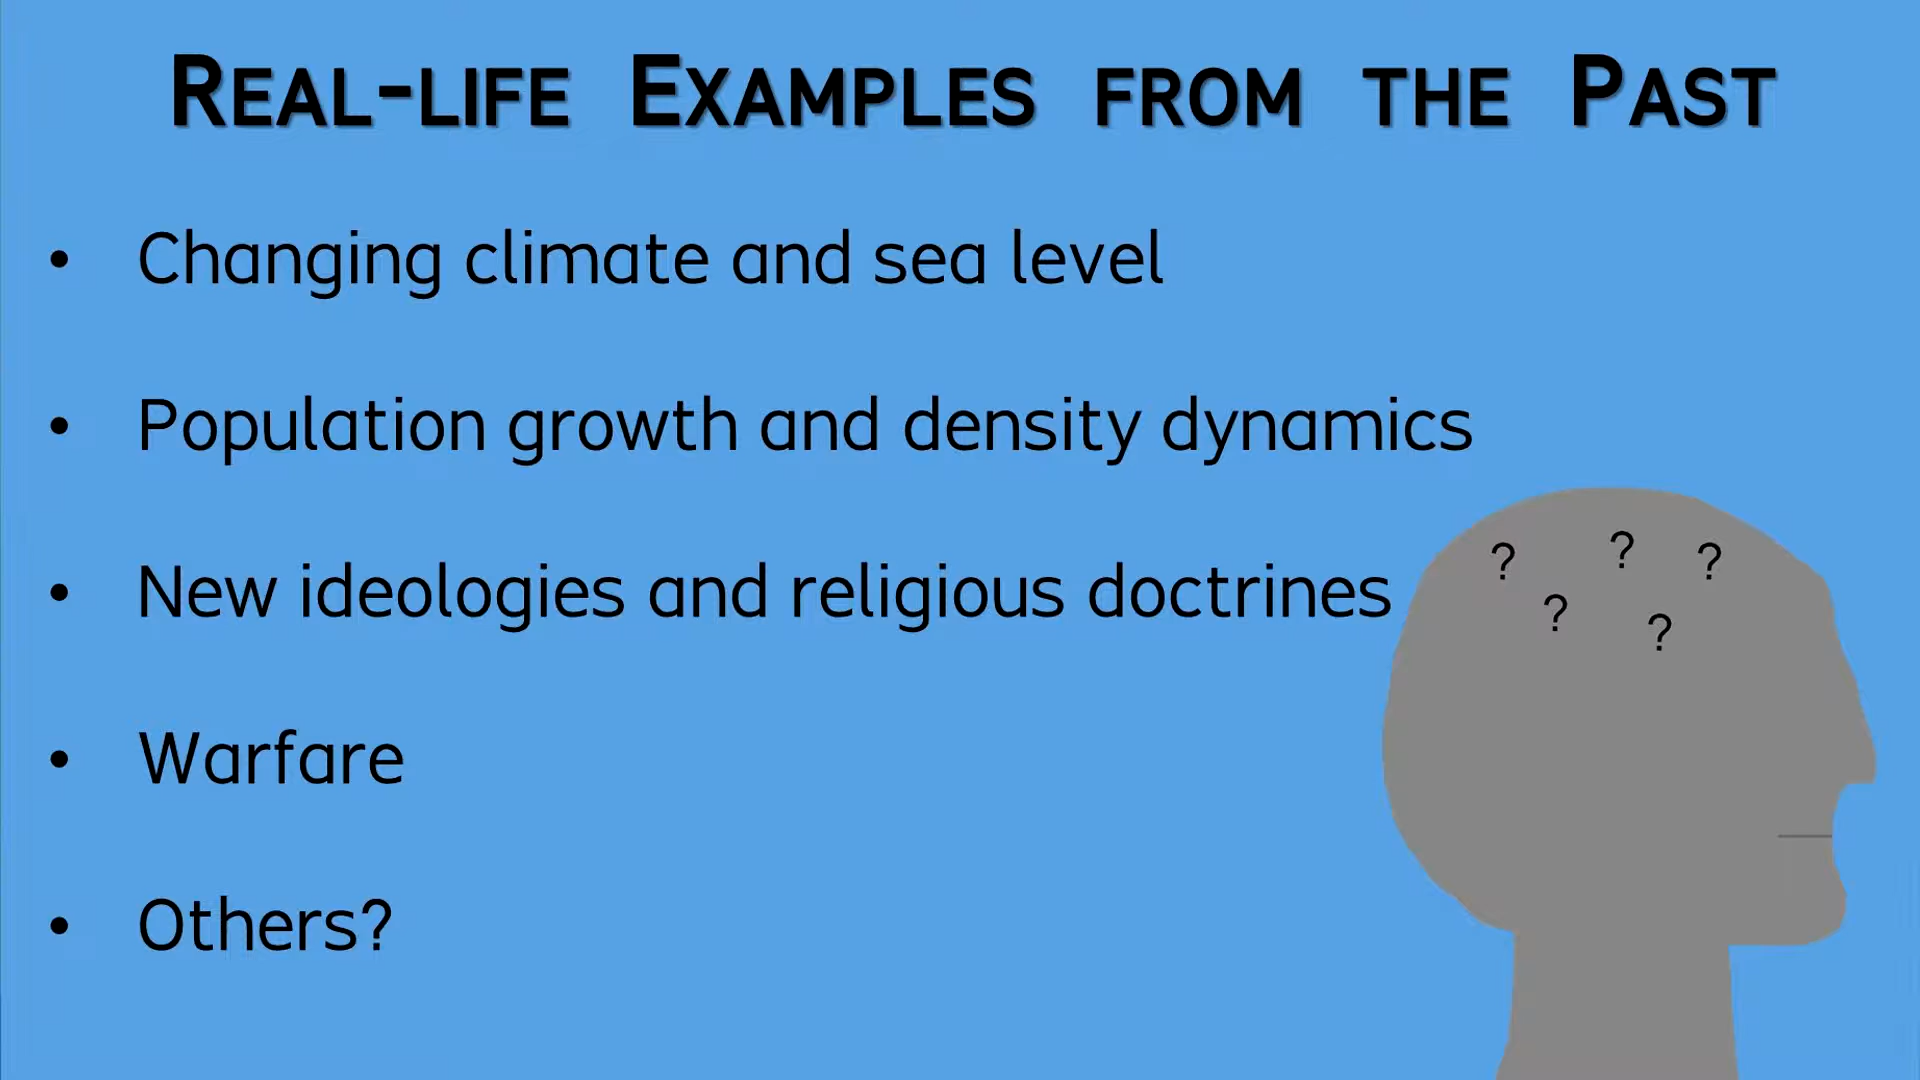 Real-life Examples from the Past
• Changing climate and sea level
• Population growth and density dynamics
• New ideologies and religious doctrines
• Warfare
• Others?
? ? ?
? ?